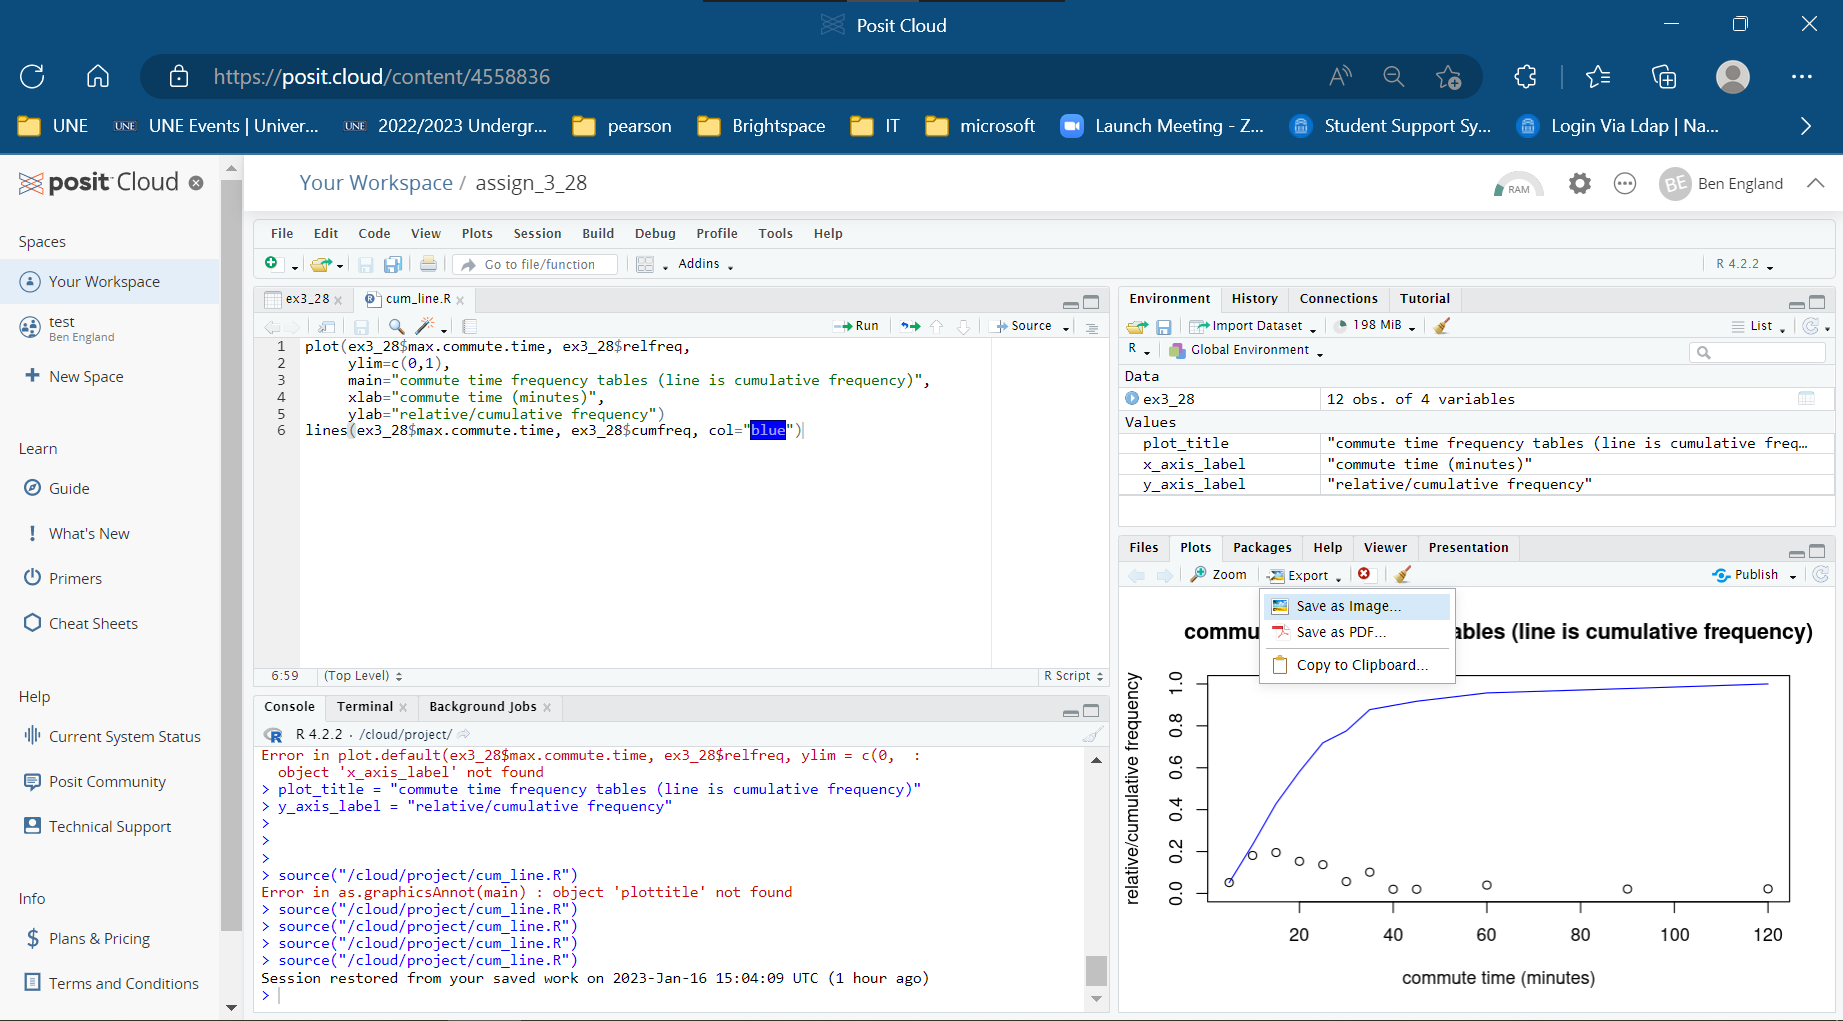 Posit Cloud
https://posit.cloud/content/4558836
UNE
UNE UNE Events | Univer...
UNE 2022/2023 Undergr...
pearson
Brightspace
IT
microsoft
Launch Meeting - Z...
Student Support Sy...
Login Via Ldap | Na...
posit Cloud
Your Workspace / assign_3_28
RAM
BE Ben England
Spaces
Your Workspace
test
Ben England
New Space
Learn
Guide
What's New
Primers
Cheat Sheets
Help
Current System Status
Posit Community
Technical Support
Info
Plans & Pricing
Terms and Conditions
File Edit Code View Plots Session Build Debug Profile Tools Help
Go to file/function
Addins
R 4.2.2
ex3_28
cum_line.R
Run
Source
1 plot(ex3_28$max.commute.time, ex3_28$relfreq,
2 ylim=c(0,1),
3 main="commute time frequency tables (line is cumulative frequency)",
4 xlab="commute time (minutes)",
5 ylab="relative/cumulative frequency")
6 lines(ex3_28$max.commute.time, ex3_28$cumfreq, col="blue")
6:59 (Top Level) R Script
Console Terminal Background Jobs
R 4.2.2 · /cloud/project/
Error in plot.default(ex3_28$max.commute.time, ex3_28$relfreq, ylim = c(0, :
object 'x_axis_label' not found
> plot_title = "commute time frequency tables (line is cumulative frequency)"
> y_axis_label = "relative/cumulative frequency"
>
>
>
> source("/cloud/project/cum_line.R")
Error in as.graphicsAnnot(main) : object 'plottitle' not found
> source("/cloud/project/cum_line.R")
> source("/cloud/project/cum_line.R")
> source("/cloud/project/cum_line.R")
> source("/cloud/project/cum_line.R")
Session restored from your saved work on 2023-Jan-16 15:04:09 UTC (1 hour ago)
>
Environment History Connections Tutorial
Import Dataset
198 MiB
List
R
Global Environment
Data
ex3_28 12 obs. of 4 variables
Values
plot_title "commute time frequency tables (line is cumulative freq…
x_axis_label "commute time (minutes)"
y_axis_label "relative/cumulative frequency"
Files Plots Packages Help Viewer Presentation
Zoom
Export
Publish
Save as Image...
Save as PDF...
Copy to Clipboard...
commu ables (line is cumulative frequency)
relative/cumulative frequency
1.0
0.8
0.6
0.4
0.2
0.0
20 40 60 80 100 120
commute time (minutes)